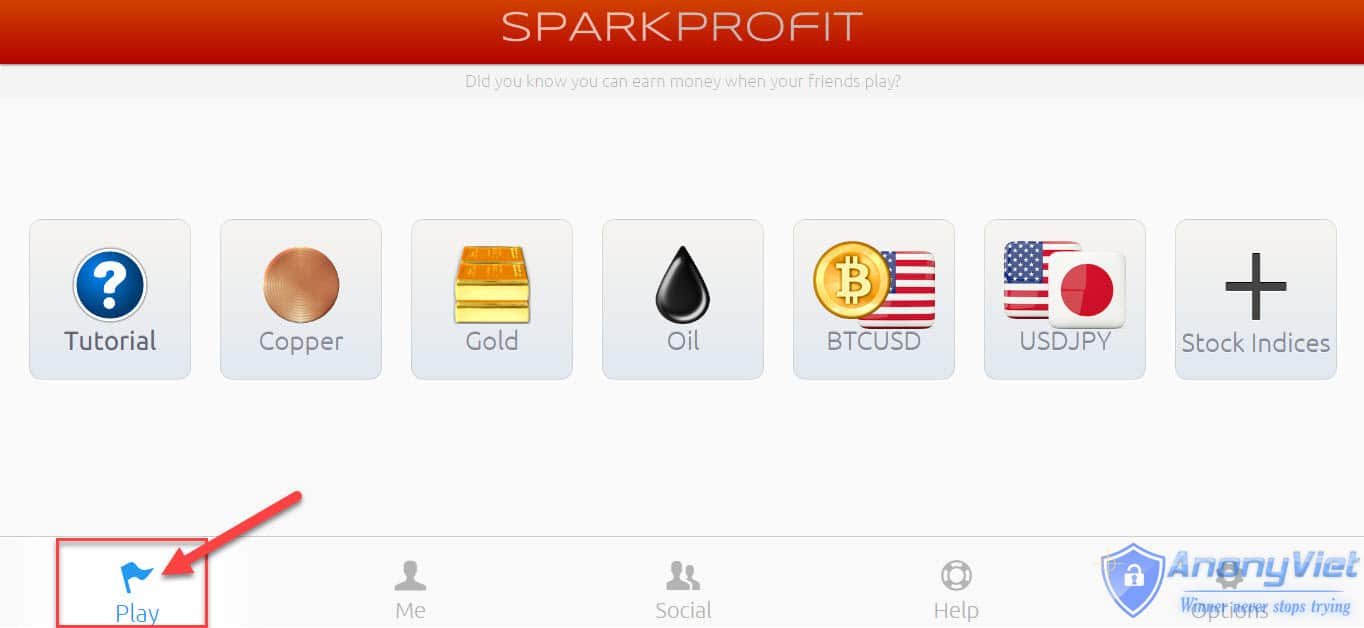 SPARKPROFIT
Did you know you can earn money when your friends play?
?
Tutorial
Copper
Gold
Oil
BTCUSD
USDJPY
Stock Indices
Play
Me
Social
Help
Options
AnonyViet
Winner never stops trying